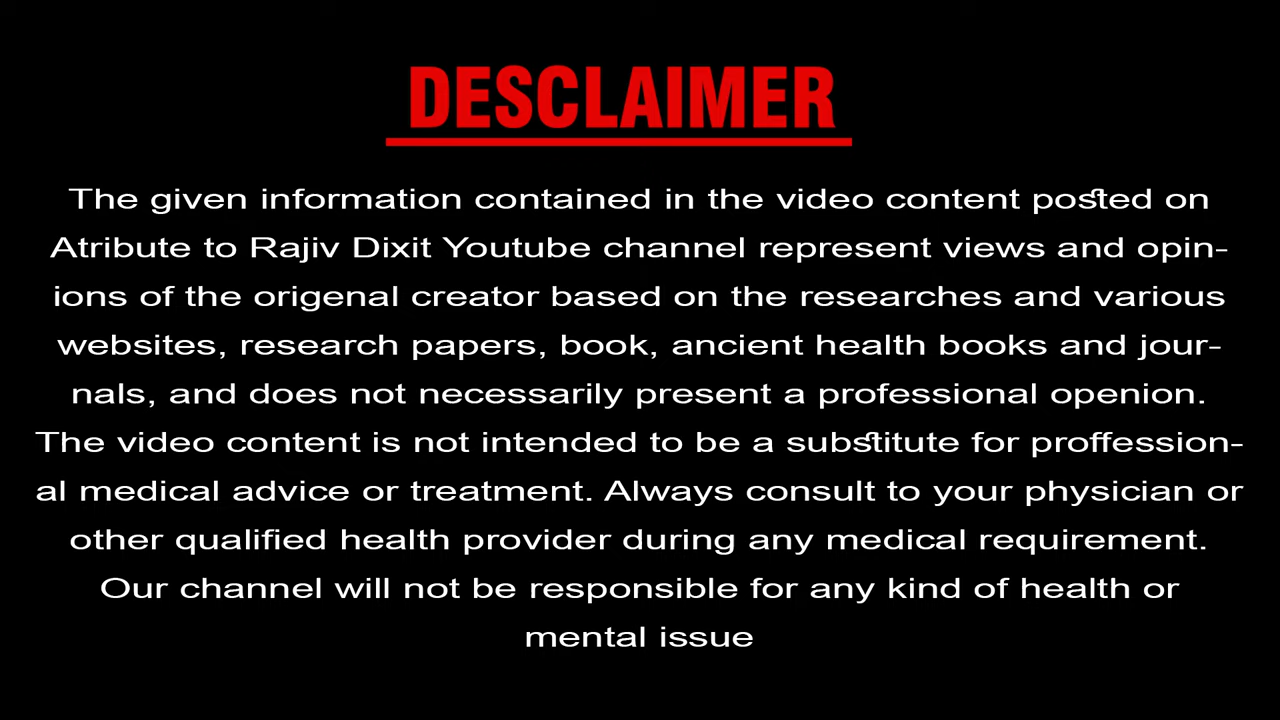 DESCLAIMER
The given information contained in the video content posted on
Atribute to Rajiv Dixit Youtube channel represent views and opin-
ions of the origenal creator based on the researches and various
websites, research papers, book, ancient health books and jour-
nals, and does not necessarily present a professional openion.
The video content is not intended to be a substitute for proffession-
al medical advice or treatment. Always consult to your physician or
other qualified health provider during any medical requirement.
Our channel will not be responsible for any kind of health or
mental issue